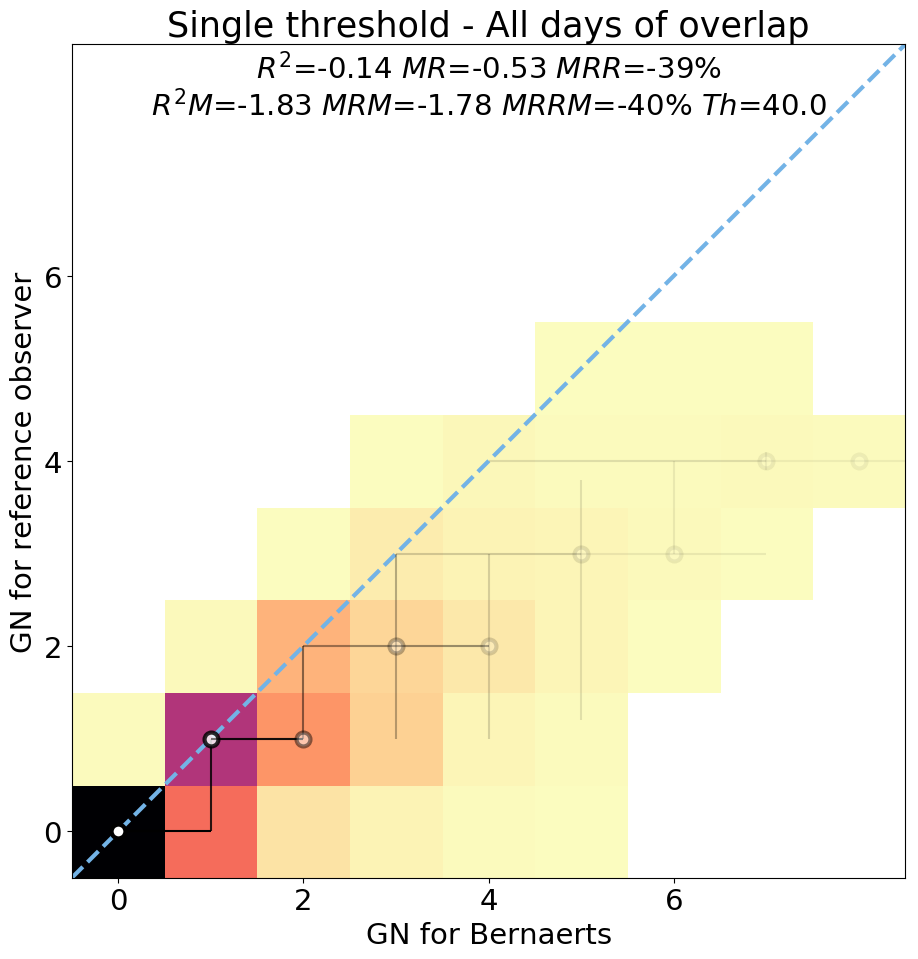 Single threshold - All days of overlap
R²=-0.14 MR=-0.53 MRR=-39%
R²M=-1.83 MRM=-1.78 MRRM=-40% Th=40.0
GN for reference observer
6
4
2
0
0 2 4 6
GN for Bernaerts